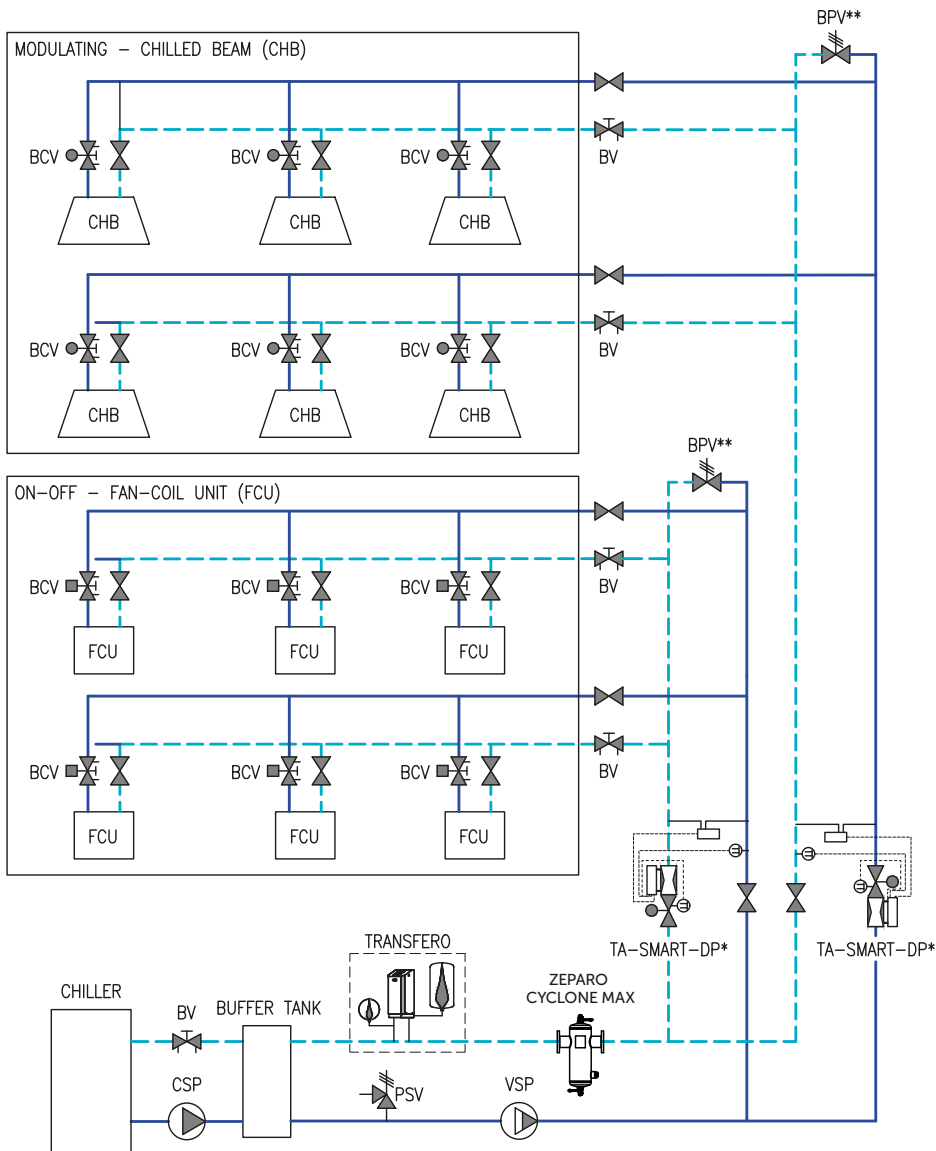 BPV**
MODULATING – CHILLED BEAM (CHB)
BCV
BCV
BCV
BV
CHB
CHB
CHB
BCV
BCV
BCV
BV
CHB
CHB
CHB
BPV**
ON–OFF – FAN–COIL UNIT (FCU)
BCV
BCV
BCV
BV
FCU
FCU
FCU
BCV
BCV
BCV
BV
FCU
FCU
FCU
TA–SMART–DP*
TA–SMART–DP*
TRANSFERO
ZEPARO
CYCLONE MAX
CHILLER
BV
BUFFER TANK
CSP
PSV
VSP